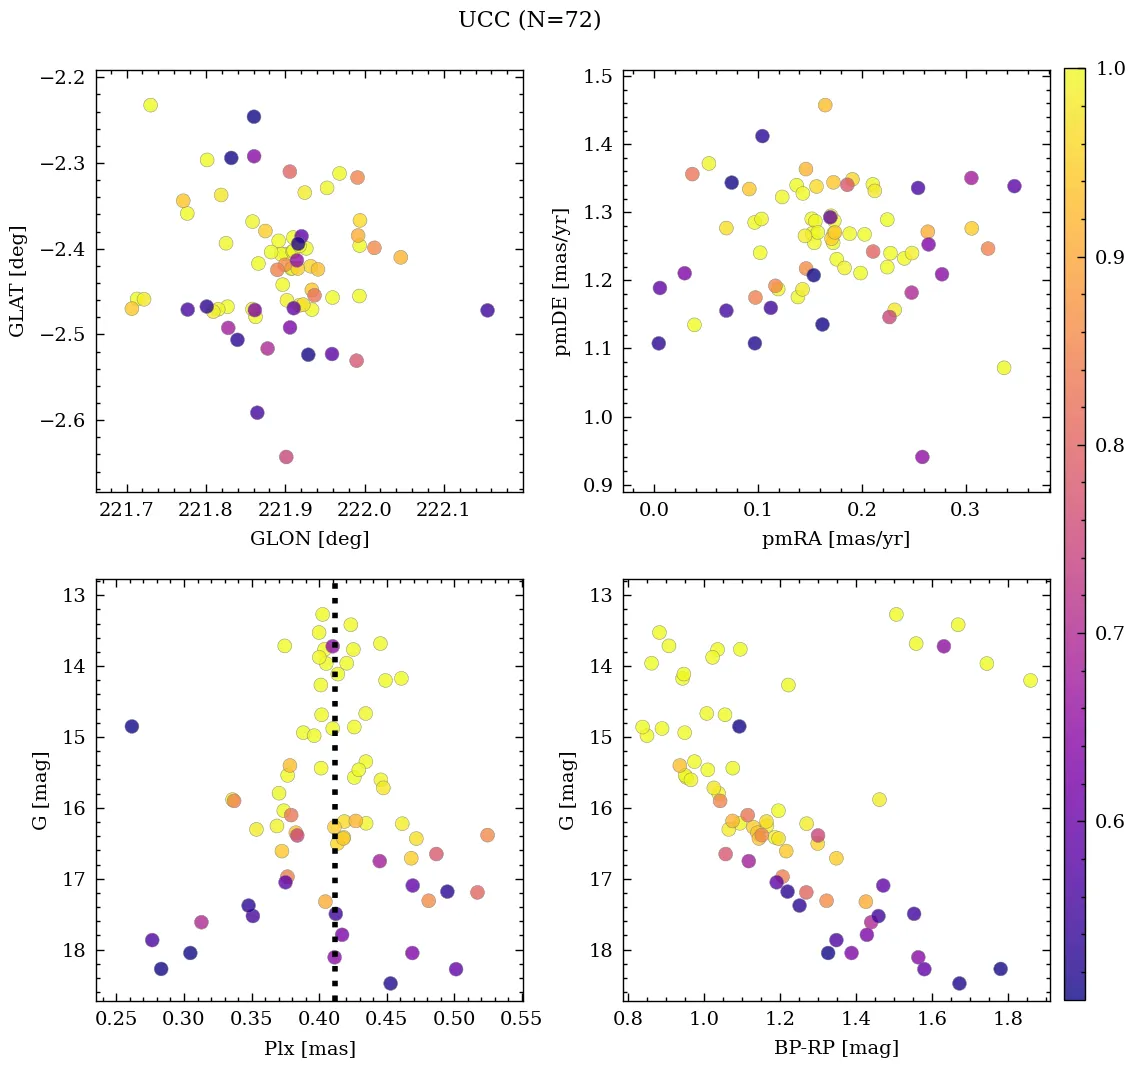 UCC (N=72)
−2.2
−2.3
−2.4
−2.5
−2.6
GLAT [deg]
221.7 221.8 221.9 222.0 222.1
GLON [deg]
1.5
1.4
1.3
1.2
1.1
1.0
0.9
pmDE [mas/yr]
0.0 0.1 0.2 0.3
pmRA [mas/yr]
1.0
0.9
0.8
0.7
0.6
13
14
15
16
17
18
G [mag]
0.25 0.30 0.35 0.40 0.45 0.50 0.55
Plx [mas]
13
14
15
16
17
18
G [mag]
0.8 1.0 1.2 1.4 1.6 1.8
BP-RP [mag]